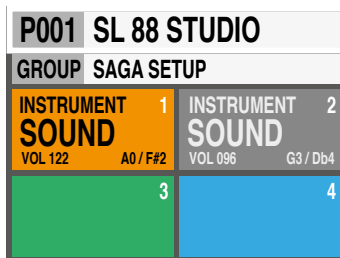 P001 SL 88 STUDIO
GROUP SAGA SETUP
INSTRUMENT 1
SOUND
VOL 122 A0 / F#2
INSTRUMENT 2
SOUND
VOL 096 G3 / Db4
3
4